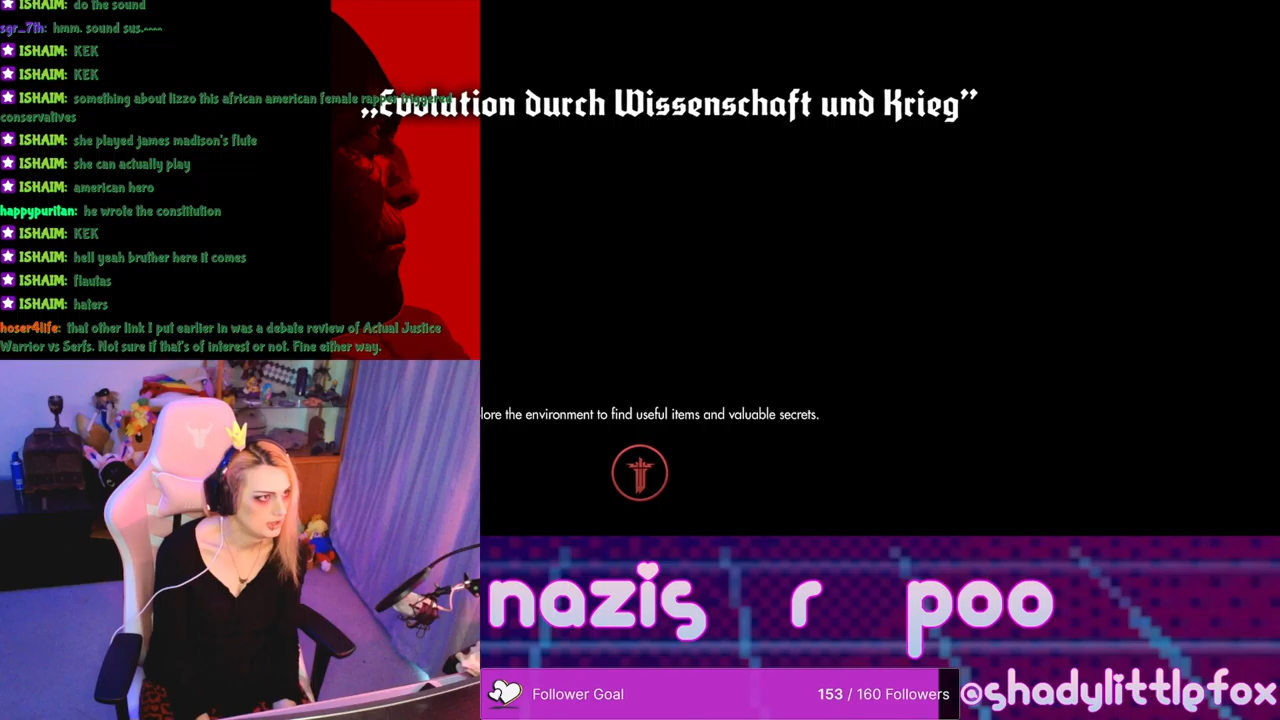 ISHAIM: do the sound
sgr_7th: hmm. sound sus.~~~~
ISHAIM: KEK
ISHAIM: KEK
ISHAIM: something about lizzo this african american female rapper triggered
conservatives
ISHAIM: she played james madison's flute
ISHAIM: she can actually play
ISHAIM: american hero
happypuritan: he wrote the constitution
ISHAIM: KEK
ISHAIM: hell yeah bruther here it comes
ISHAIM: flautas
ISHAIM: haters
hoser4life: that other link I put earlier in was a debate review of Actual Justice
Warrior vs Serfs. Not sure if that's of interest or not. Fine either way.
„Evolution durch Wissenschaft und Krieg”
lore the environment to find useful items and valuable secrets.
nazis r poo
Follower Goal 153 / 160 Followers
@shadylittlefox